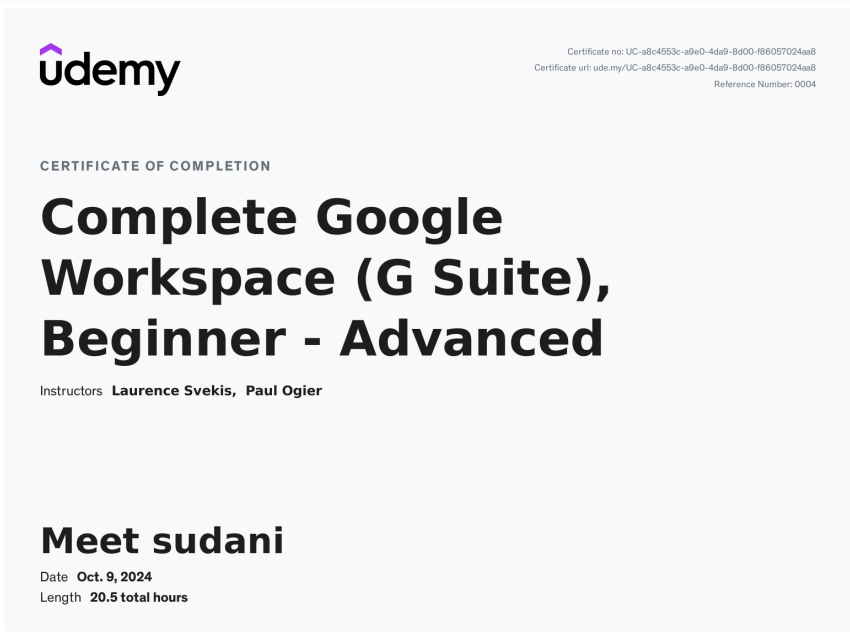 udemy
Certificate no: UC-a8c4553c-a9e0-4da9-8d00-f86057024aa8
Certificate url: ude.my/UC-a8c4553c-a9e0-4da9-8d00-f86057024aa8
Reference Number: 0004
CERTIFICATE OF COMPLETION
Complete Google
Workspace (G Suite),
Beginner - Advanced
Instructors Laurence Svekis, Paul Ogier
Meet sudani
Date Oct. 9, 2024
Length 20.5 total hours